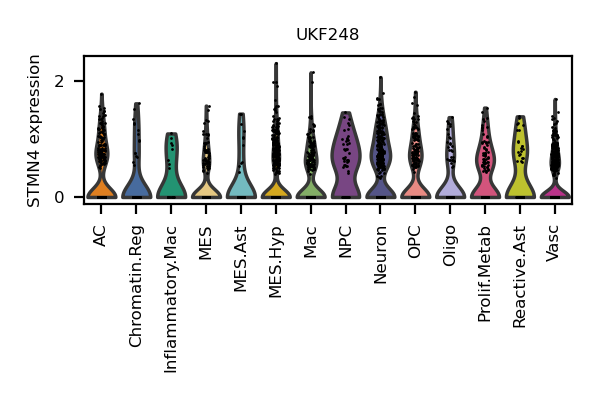 UKF248
STMN4 expression
2
0
AC
Chromatin.Reg
Inflammatory.Mac
MES
MES.Ast
MES.Hyp
Mac
NPC
Neuron
OPC
Oligo
Prolif.Metab
Reactive.Ast
Vasc